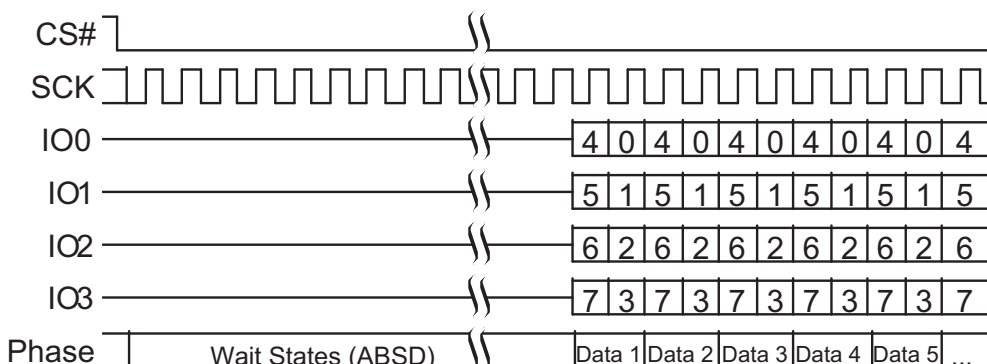 CS#
SCK
IO0 4 0 4 0 4 0 4 0 4 0 4
IO1 5 1 5 1 5 1 5 1 5 1 5
IO2 6 2 6 2 6 2 6 2 6 2 6
IO3 7 3 7 3 7 3 7 3 7 3 7
Phase Wait States (ABSD) Data 1 Data 2 Data 3 Data 4 Data 5 ...